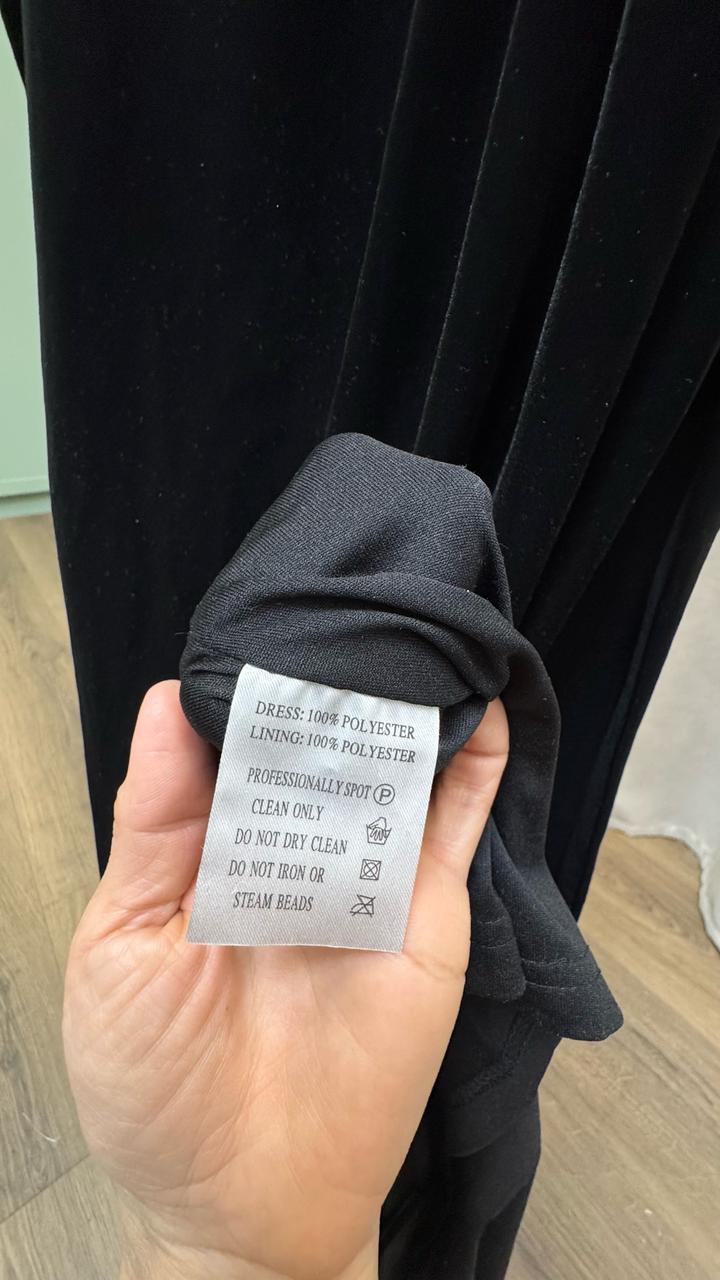 DRESS: 100% POLYESTER
LINING: 100% POLYESTER
PROFESSIONALLY SPOT Ⓟ
CLEAN ONLY
DO NOT DRY CLEAN
DO NOT IRON OR
STEAM BEADS